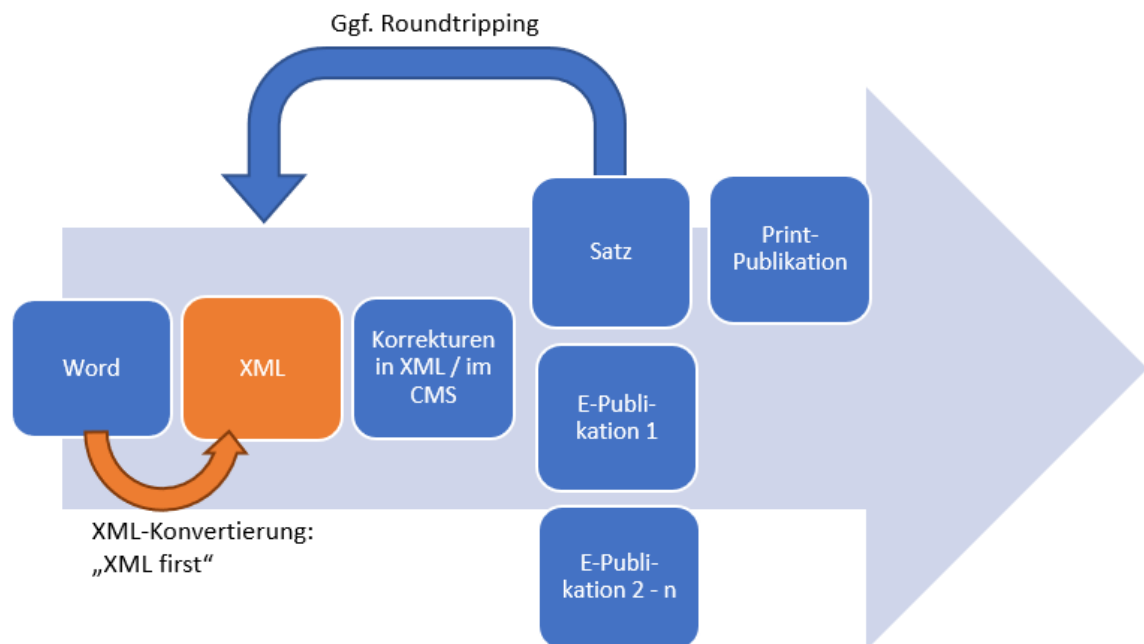 Ggf. Roundtripping
Word
XML
Korrekturen
in XML / im
CMS
Satz
Print-
Publikation
E-Publi-
kation 1
E-Publi-
kation 2 - n
XML-Konvertierung:
„XML first“